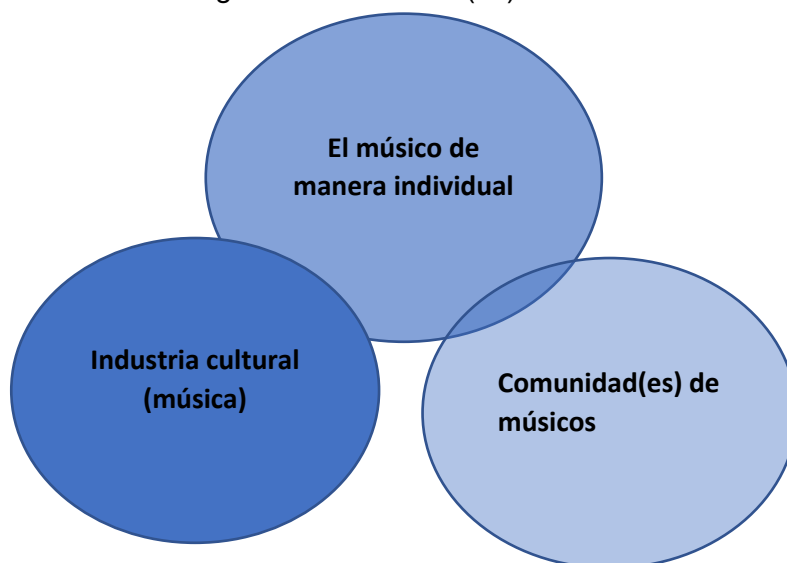 El músico de
manera individual
Industria cultural
(música)
Comunidad(es) de
músicos